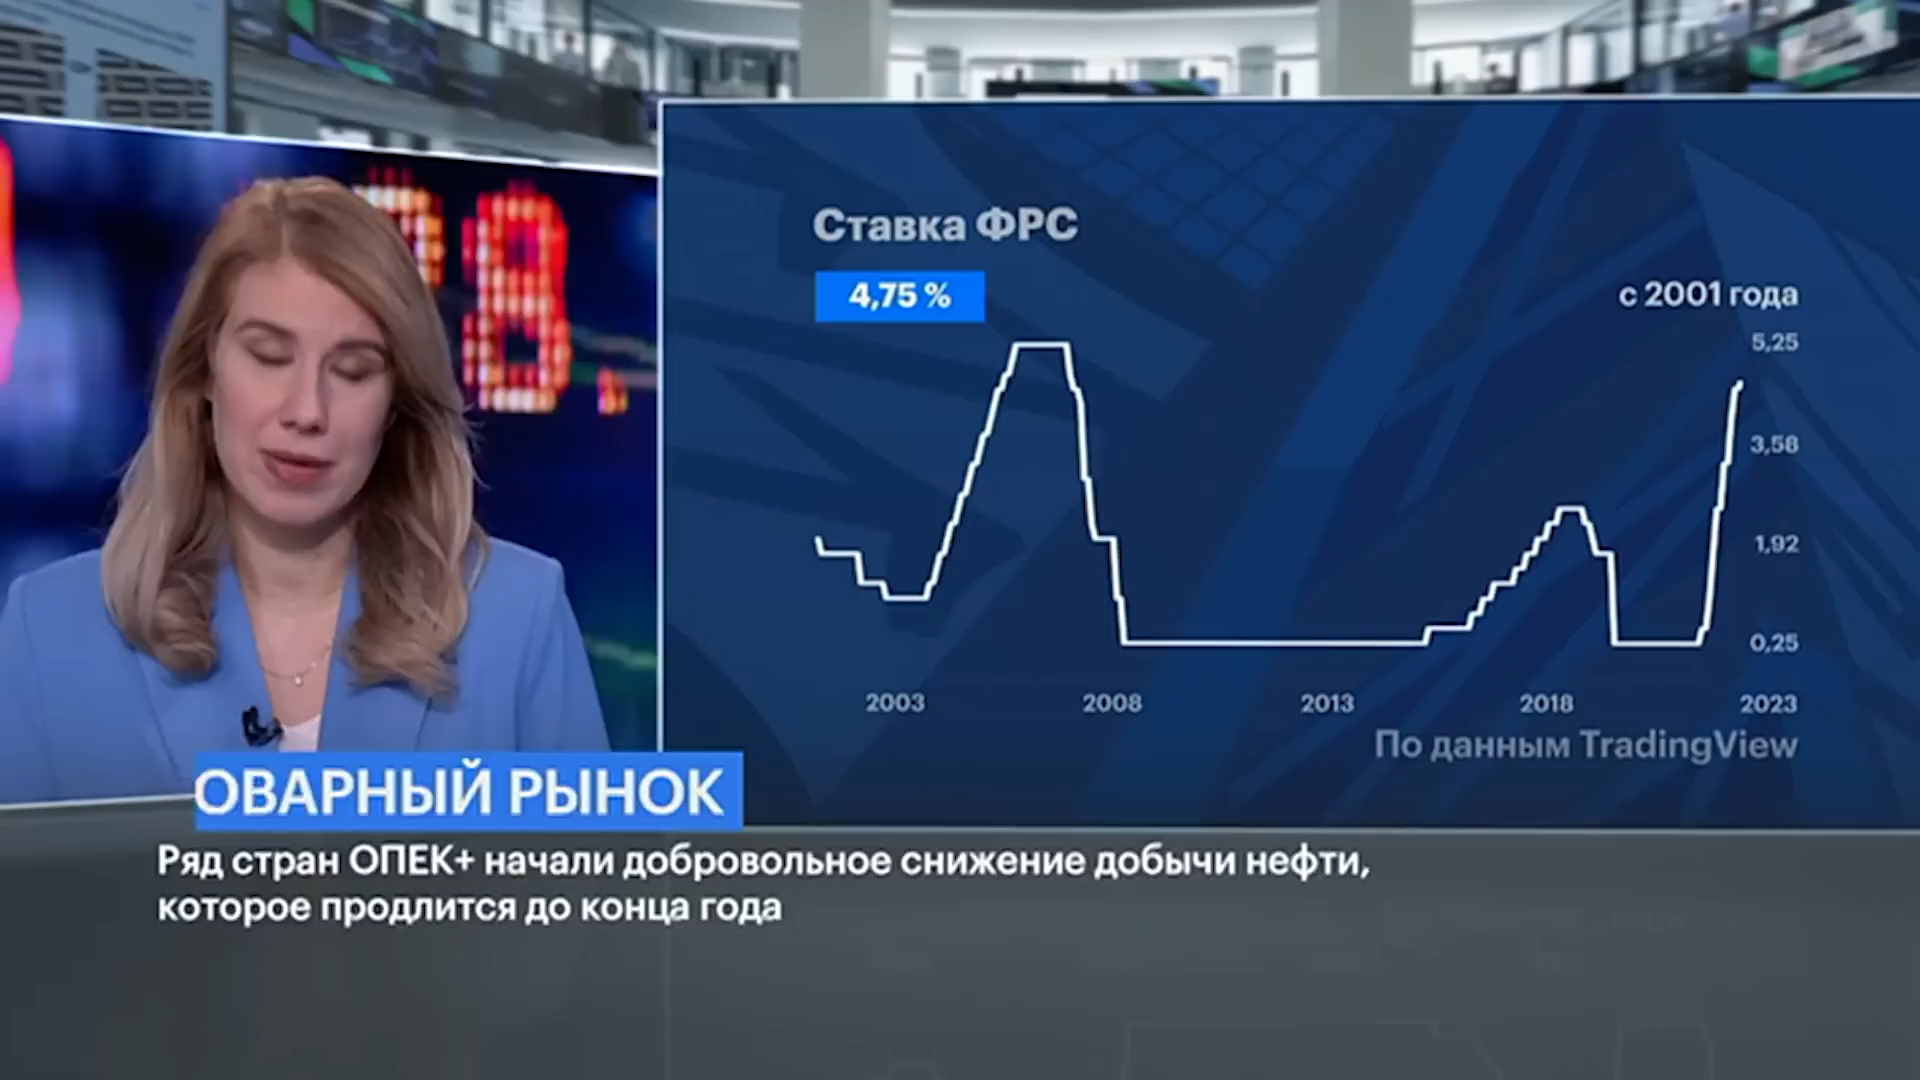 Ставка ФРС
4,75 %
с 2001 года
5,25
3,58
1,92
0,25
2003 2008 2013 2018 2023
По данным TradingView
8.
ОВАРНЫЙ РЫНОК
Ряд стран ОПЕК+ начали добровольное снижение добычи нефти,
которое продлится до конца года